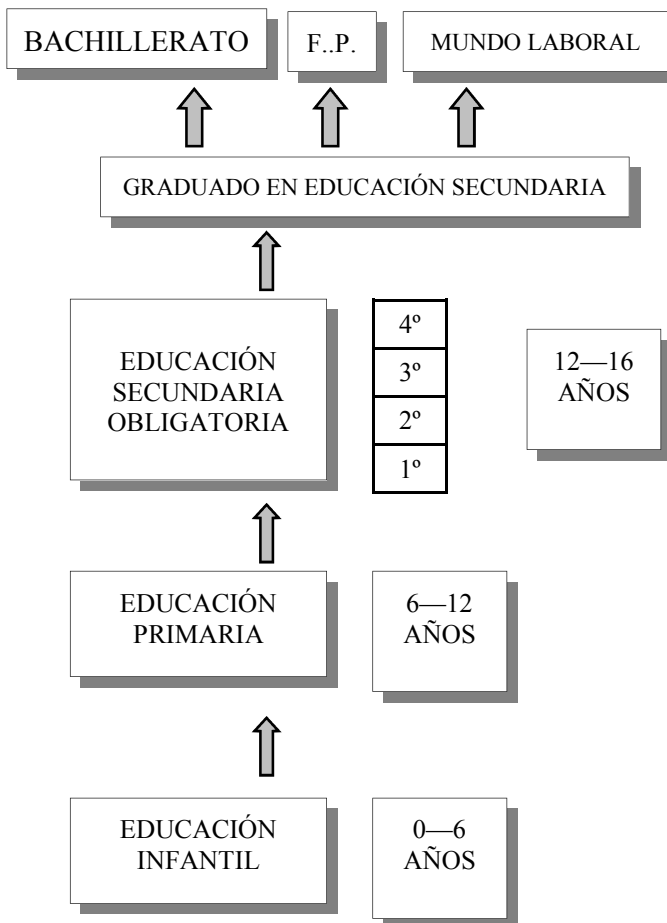 BACHILLERATO
F..P.
MUNDO LABORAL
GRADUADO EN EDUCACIÓN SECUNDARIA
EDUCACIÓN
SECUNDARIA
OBLIGATORIA
4º
3º
2º
1º
12—16
AÑOS
EDUCACIÓN
PRIMARIA
6—12
AÑOS
EDUCACIÓN
INFANTIL
0—6
AÑOS